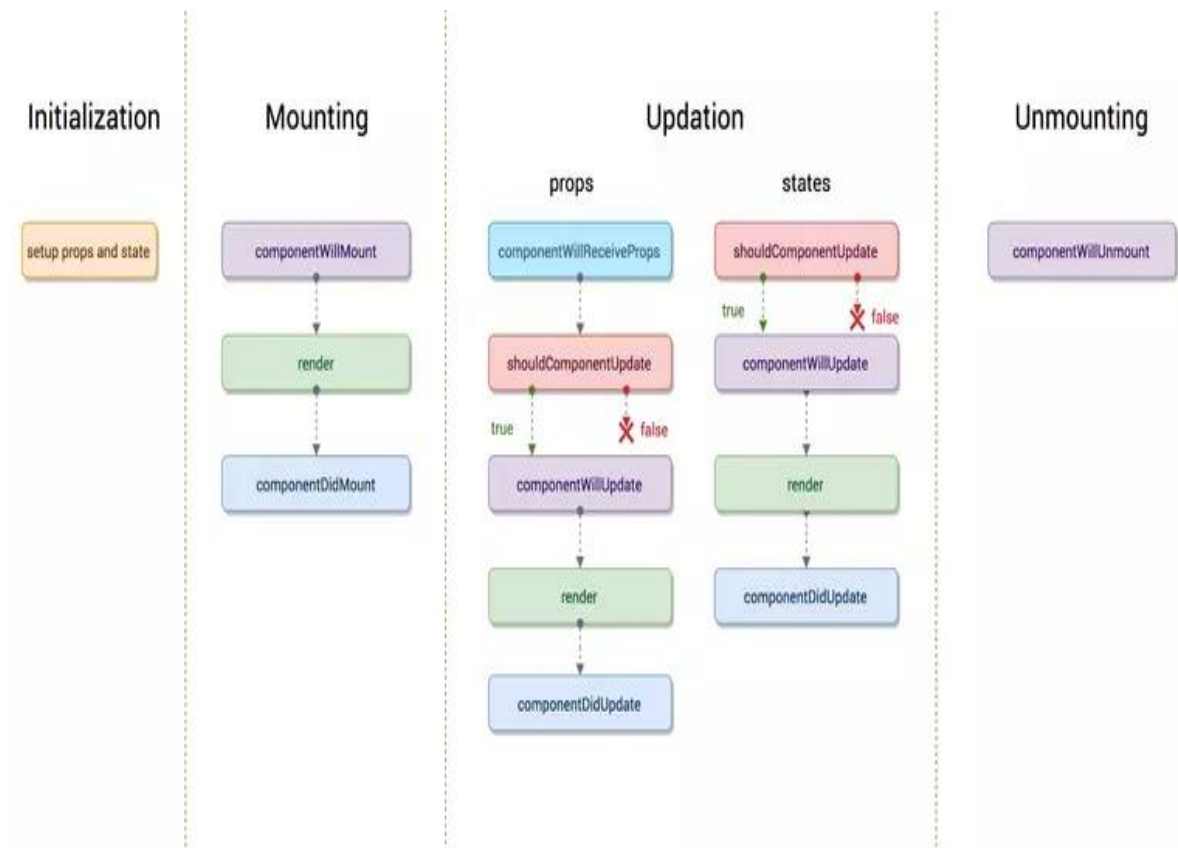 Initialization
Mounting
Updation
Unmounting
props
states
setup props and state
componentWillMount
componentWillReceiveProps
shouldComponentUpdate
componentWillUnmount
true
false
render
shouldComponentUpdate
componentWillUpdate
true
false
componentDidMount
componentWillUpdate
render
render
componentDidUpdate
componentDidUpdate